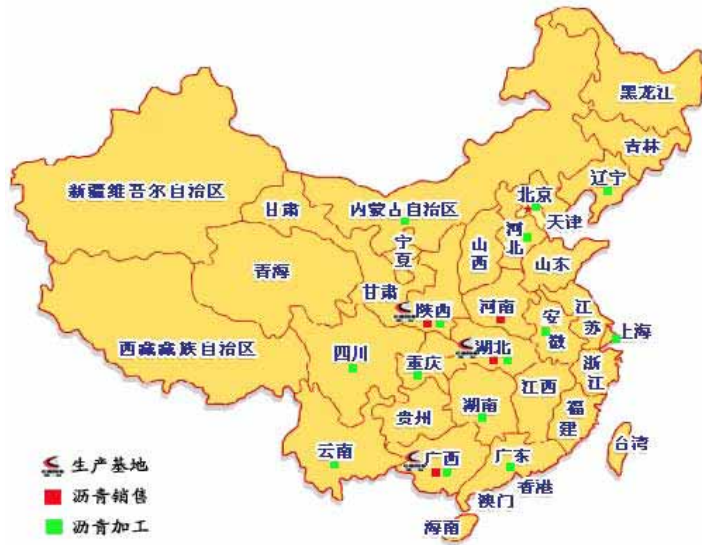 黑龙江
吉林
辽宁
北京
新疆维吾尔自治区
甘肃
内蒙古自治区
天津
河北
宁夏
山西
山东
青海
甘肃
陕西
河南
江苏
安徽
上海
西藏藏族自治区
四川
重庆
湖北
浙江
江西
湖南
贵州
福建
台湾
云南
广西
广东
香港
澳门
海南
生产基地
沥青销售
沥青加工